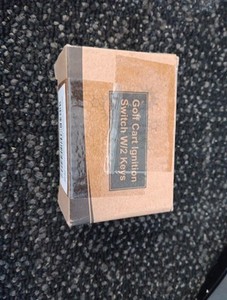 Golf Cart Ignition
Switch W/2 Keys